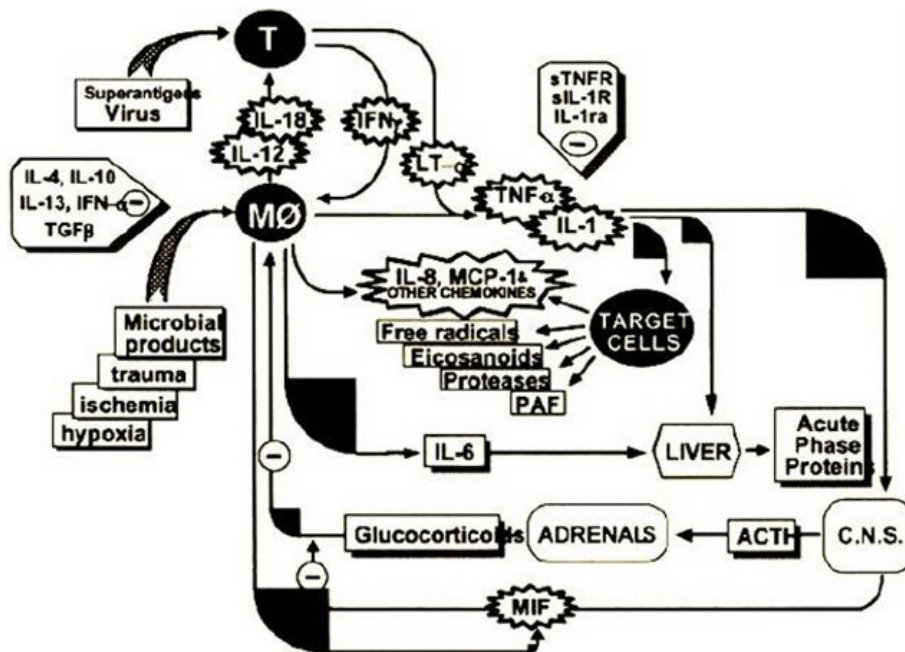 T
Superantigens
Virus
IL-18
IL-12
IFNγ
LT-α
sTNFR
sIL-1R
IL-1ra
−
IL-4, IL-10
IL-13, IFN-α
TGFβ
−
MØ
TNF-α
IL-1
IL-8, MCP-1&
OTHER CHEMOKINES
TARGET
CELLS
Free radicals
Eicosanoids
Proteases
PAF
Microbial
products
trauma
ischemia
hypoxia
IL-6
LIVER
Acute
Phase
Proteins
−
Glucocorticoids
ADRENALS
ACTH
C.N.S.
−
MIF